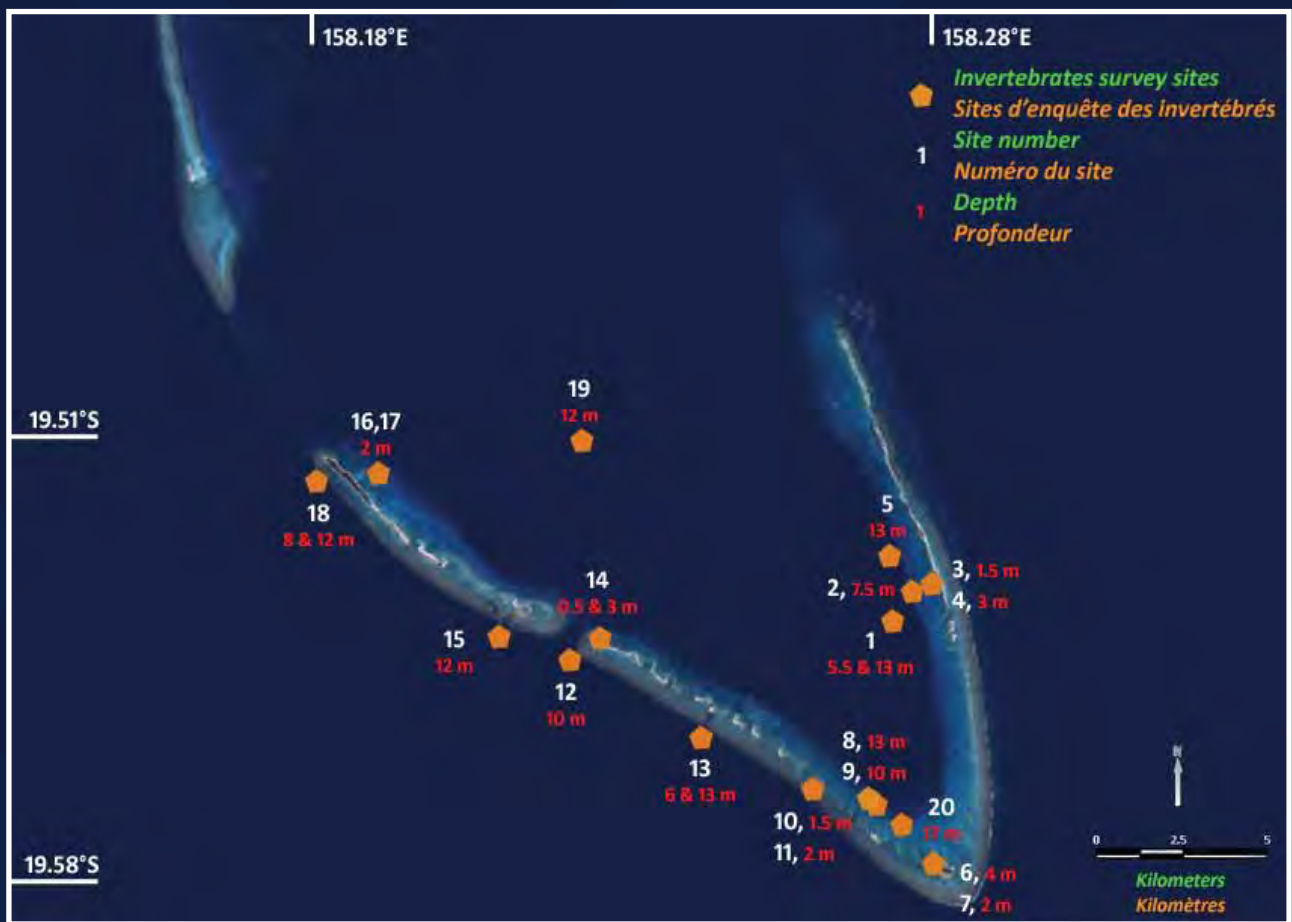 158.18°E
158.28°E
Invertebrates survey sites
Sites d'enquête des invertébrés
1
Site number
Numéro du site
1
Depth
Profondeur
19
12 m
19.51°S
16,17
2 m
18
8 & 12 m
5
13 m
3, 1.5 m
2, 7.5 m
4, 3 m
14
0.5 & 3 m
1
5.5 & 13 m
15
12 m
12
10 m
8, 13 m
9, 10 m
13
6 & 13 m
20
17 m
10, 1.5 m
11, 2 m
N
0 2.5 5
19.58°S
6, 4 m
7, 2 m
Kilometers
Kilomètres